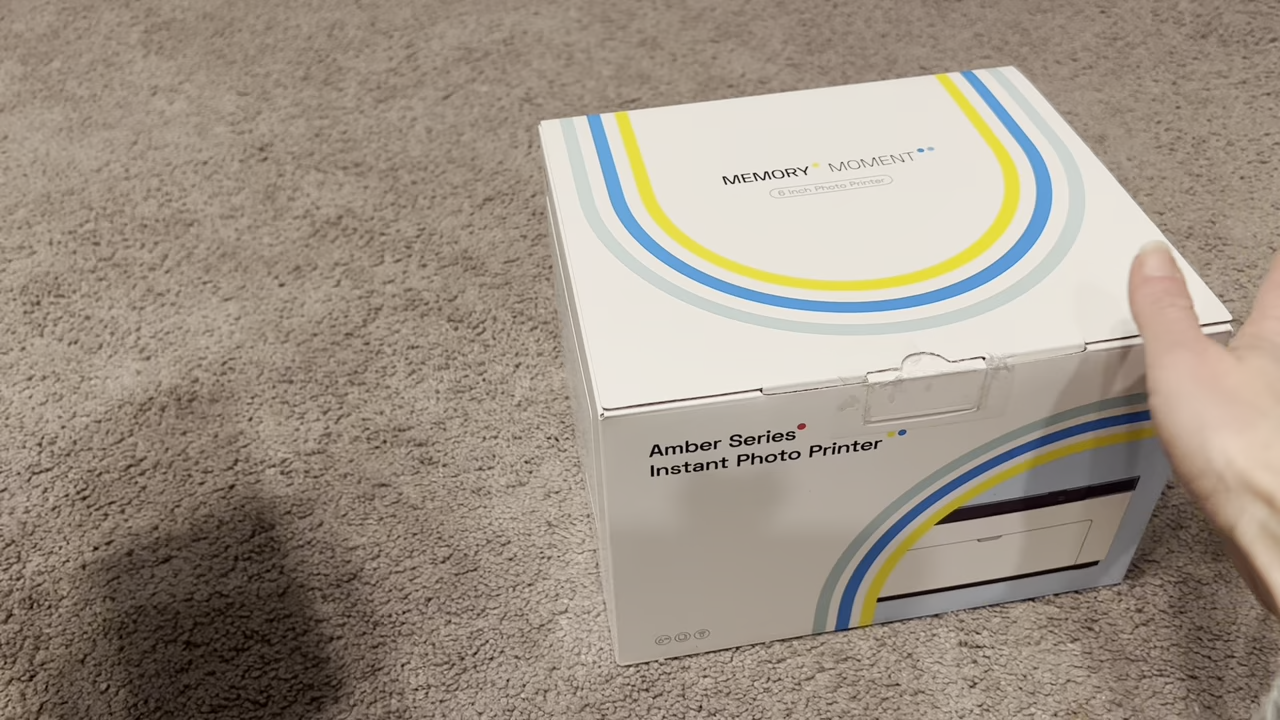 MEMORY MOMENT
6 Inch Photo Printer
Amber Series
Instant Photo Printer